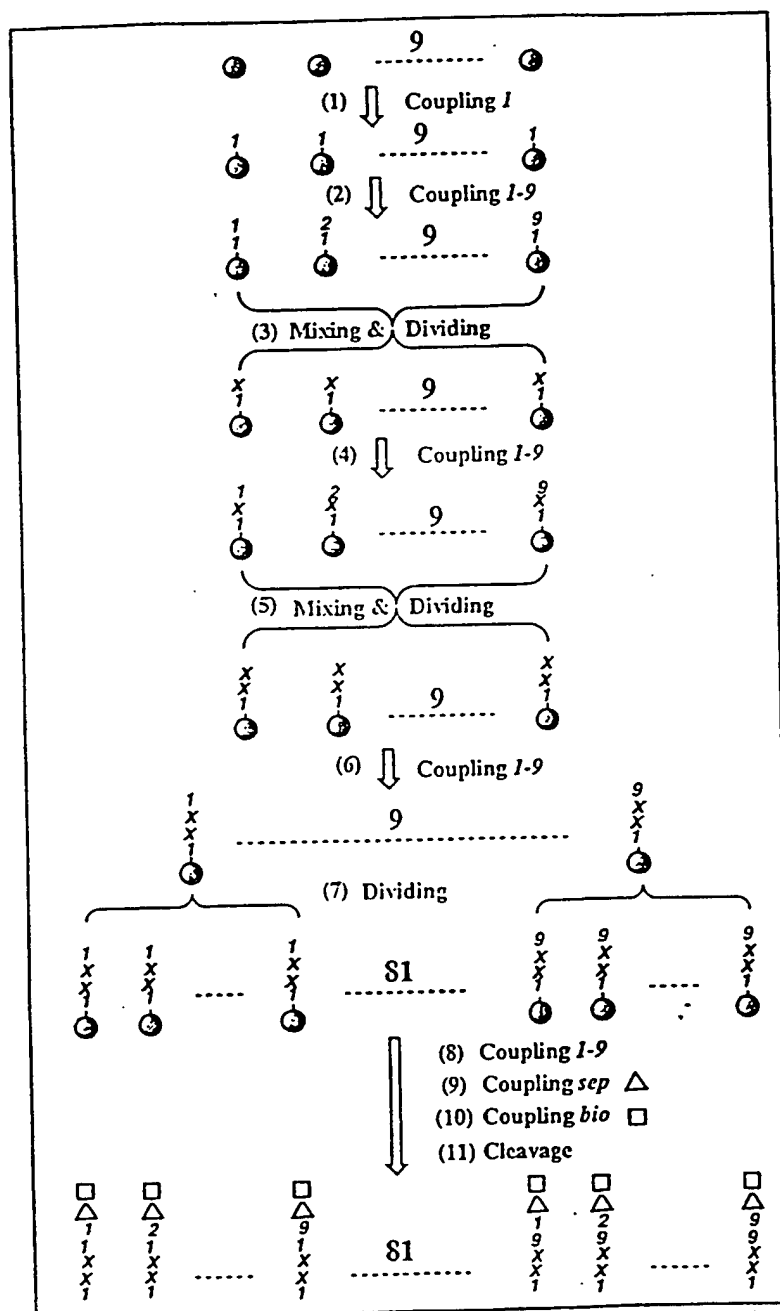 9
(1) Coupling 1
1 1 9 1
(2) Coupling 1-9
1 2 9
1 1 9 1
(3) Mixing & Dividing
x x 9 x
1 1 1
(4) Coupling 1-9
1 2 9
x x x
1 1 9 1
(5) Mixing & Dividing
x x x
x x x
1 1 9 1
(6) Coupling 1-9
1 9
x 9 x
x x
1 1
(7) Dividing
1 1 1 9 9 9
x x x x x x
x x x 81 x x x
1 1 1 1 1 1
(8) Coupling 1-9
(9) Coupling sep
(10) Coupling bio
(11) Cleavage
1 2 9 1 2 9
1 1 1 9 9 9
x x x 81 x x x
x x x x x x
1 1 1 1 1 1